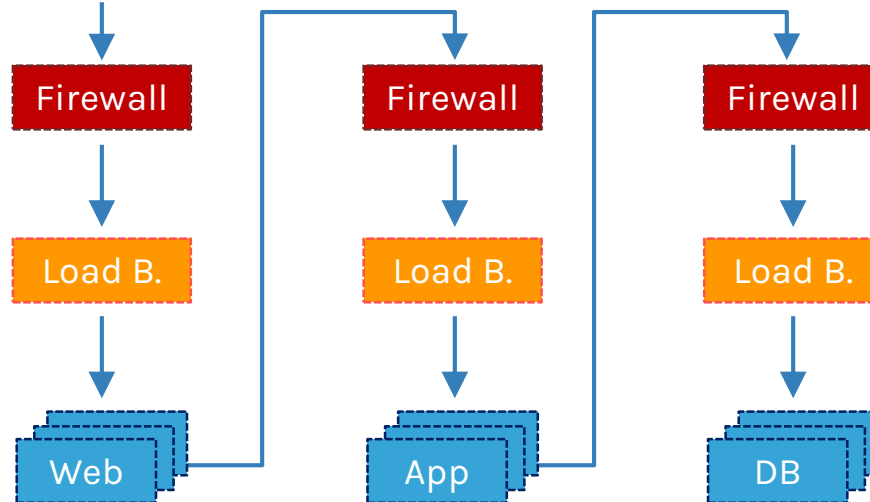 Firewall
Load B.
Web
Firewall
Load B.
App
Firewall
Load B.
DB